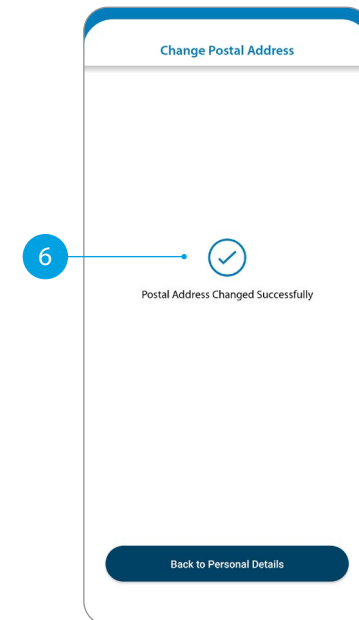 Change Postal Address
6
Postal Address Changed Successfully
Back to Personal Details